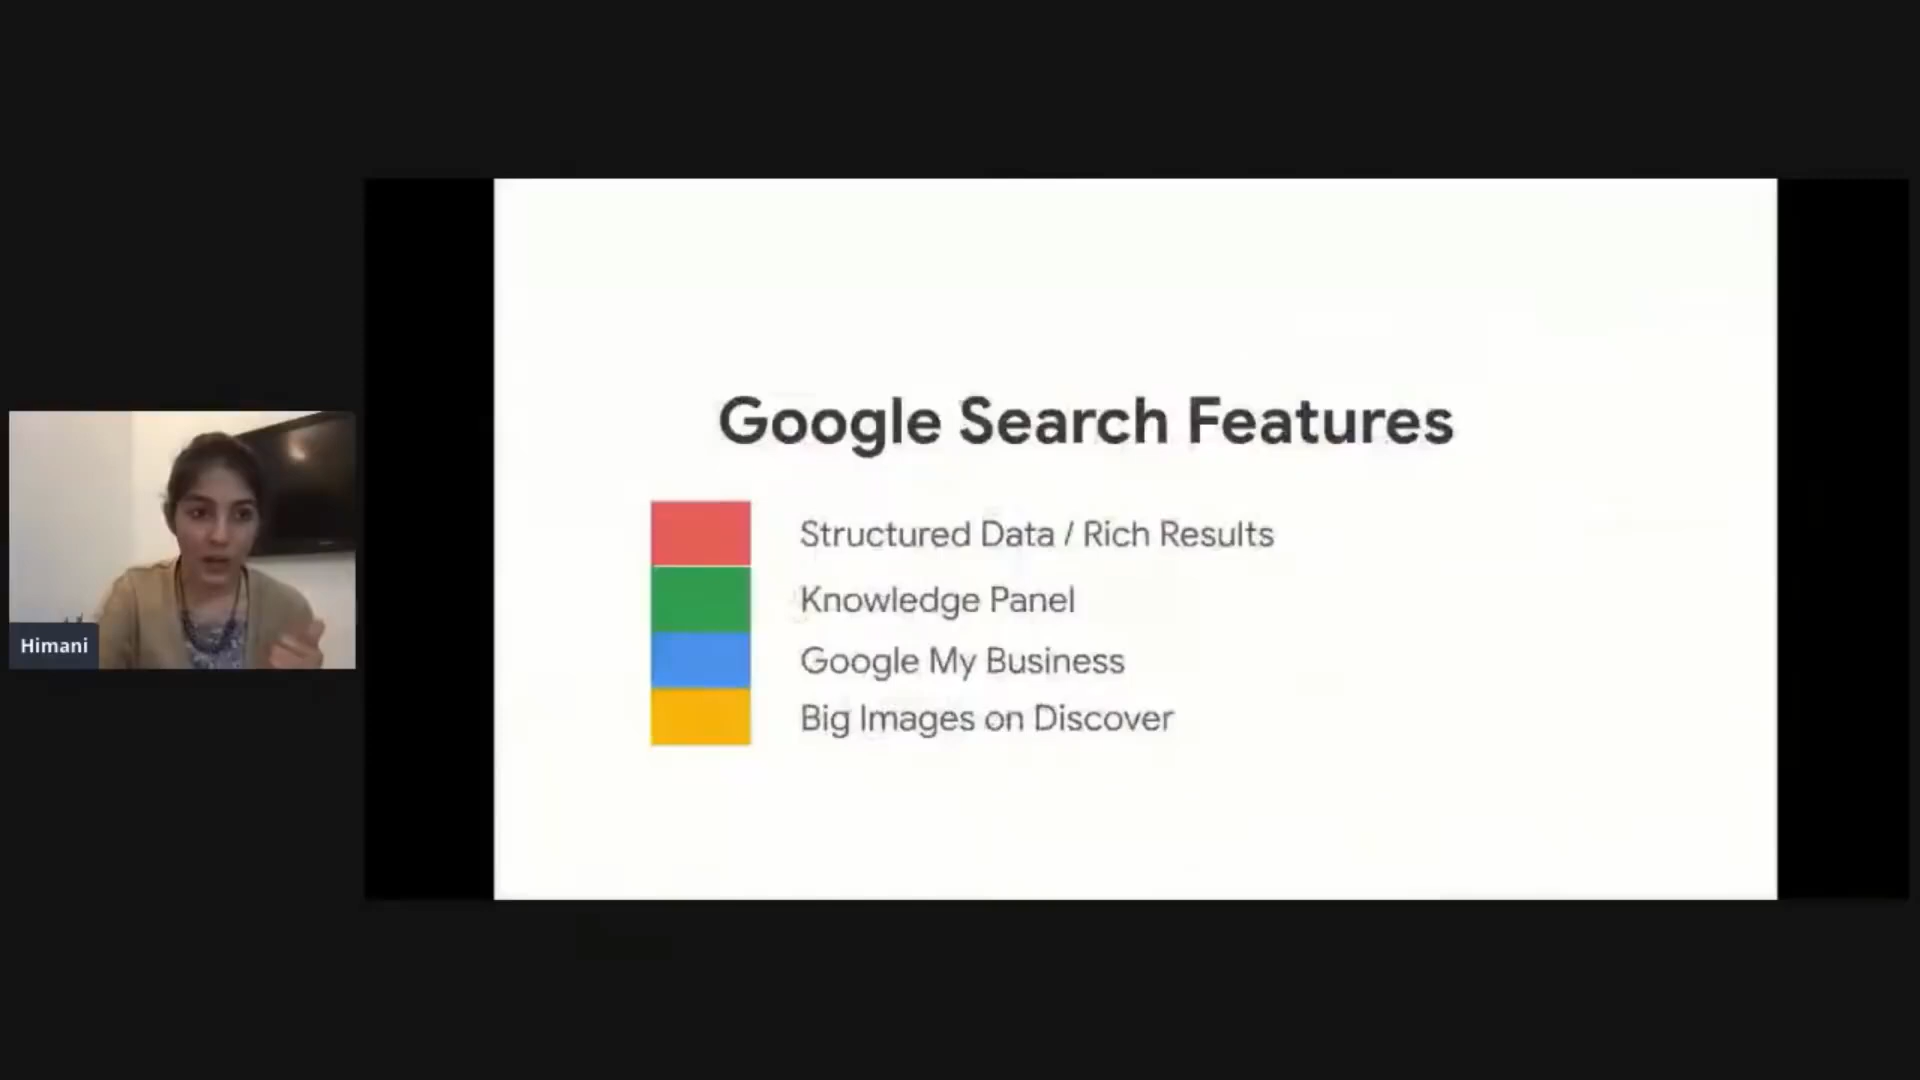 Google Search Features
Structured Data / Rich Results
Knowledge Panel
Google My Business
Big Images on Discover
Himani